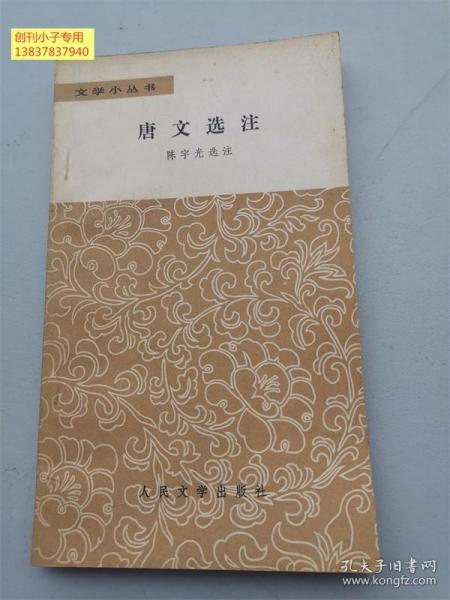 创刊小子专用
13837837940
文学小丛书
唐文选注
陈宇光选注
人民文学出版社
孔夫子旧书网
www.kongfz.com